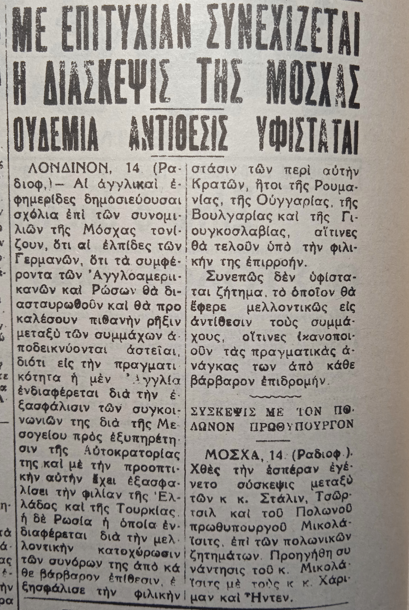 ΜΕ ΕΠΙΤΥΧΙΑΝ ΣΥΝΕΧΙΖΕΤΑΙ
Η ΔΙΑΣΚΕΨΙΣ ΤΗΣ ΜΟΣΧΑΣ
ΟΥΔΕΜΙΑ ΑΝΤΙΘΕΣΙΣ ΥΦΙΣΤΑΤΑΙ
ΛΟΝΔΙΝΟΝ, 14 (Ρα-
διοφ.)— Αἱ ἀγγλικαὶ ἐ-
φημερίδες δημοσιεύουσαι
σχόλια ἐπὶ τῶν συνομι-
λιῶν τῆς Μόσχας τονί-
ζουν, ὅτι αἱ ἐλπίδες τῶν
Γερμανῶν, ὅτι τὰ συμφέ-
ροντα τῶν Ἀγγλοαμερι-
κανῶν καὶ Ρώσων θὰ δι-
ασταυρωθοῦν καὶ θὰ προ
καλέσουν πιθανὴν ρῆξιν
μεταξὺ τῶν συμμάχων ἀ-
ποδεικνύονται ἀστεῖαι,
διότι εἰς τὴν πραγματι-
κότητα ἡ μὲν Ἀγγλία
ἐνδιαφέρεται διὰ τὴν ἐ-
ξασφάλισιν τῶν συγκοι-
νωνιῶν της διὰ τῆς Με-
σογείου πρὸς ἐξυπηρέτη-
σιν τῆς Αὐτοκρατορίας
της καὶ μὲ τὴν προοπτι-
κὴν αὐτὴν ἔχει ἐξασφα-
λίσει τὴν φιλίαν τῆς Ἑλ-
λάδος καὶ τῆς Τουρκίας,
ἡ δὲ Ρωσία ἡ ὁποία ἐν-
διαφέρεται διὰ τὴν μελ-
λοντικὴν κατοχύρωσιν
τῶν συνόρων της ἀπὸ κά
θε βάρβαρον ἐπίθεσιν, ἐ
ξησφάλισε τὴν φιλικὴν
στάσιν τῶν περὶ αὐτὴν
Κρατῶν, ἤτοι τῆς Ρουμα-
νίας, τῆς Οὑγγαρίας, τῆς
Βουλγαρίας καὶ τῆς Γι-
ουγκοσλαβίας, αἵτινες
θὰ τελοῦν ὑπὸ τὴν φιλι-
κήν της ἐπιρροήν.
Συνεπῶς δὲν ὑφίστα-
ται ζήτημα, τὸ ὁποῖον θὰ
ἔφερε μελλοντικῶς εἰς
ἀντίθεσιν τοὺς συμμά-
χους, οἵτινες ἱκανοποι-
οῦν τὰς πραγματικὰς ἀ-
νάγκας των ἀπὸ κάθε
βάρβαρον ἐπιδρομήν.
ΣΥΣΚΕΨΙΣ ΜΕ ΤΟΝ ΠΟ-
ΛΩΝΟΝ ΠΡΩΘΥΠΟΥΡΓΟΝ
ΜΟΣΧΑ, 14 (Ραδιοφ.).
Χθὲς τὴν ἑσπέραν ἐγέ-
νετο σύσκεψις μεταξὺ
τῶν κ κ. Στάλιν, Τσῶρ-
τσιλ καὶ τοῦ Πολωνοῦ
πρωθυπουργοῦ Μικολά-
τσιτς, ἐπὶ τῶν πολωνικῶν
ζητημάτων. Προηγήθη συ
νάντησις τοῦ κ. Μικολά-
τσιτς μὲ τοὺς κ κ. Χάρι-
μαν καὶ Ἤντεν.